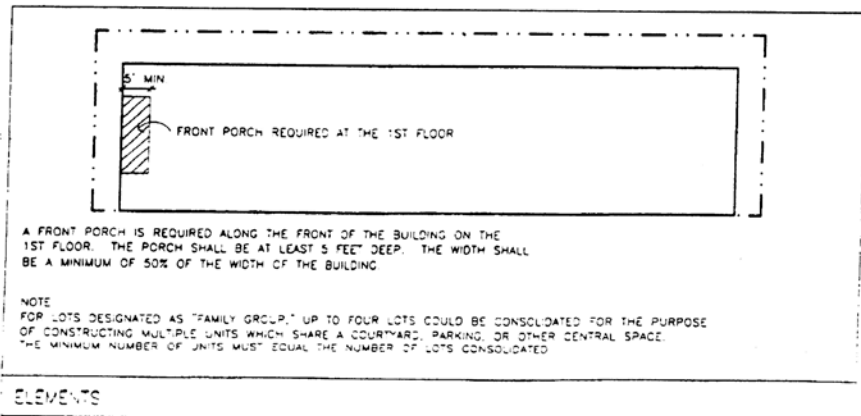 5' MIN
FRONT PORCH REQUIRED AT THE 1ST FLOOR
A FRONT PORCH IS REQUIRED ALONG THE FRONT OF THE BUILDING ON THE
1ST FLOOR. THE PORCH SHALL BE AT LEAST 5 FEET DEEP. THE WIDTH SHALL
BE A MINIMUM OF 50% OF THE WIDTH OF THE BUILDING.
NOTE
FOR LOTS DESIGNATED AS "FAMILY GROUP," UP TO FOUR LOTS COULD BE CONSOLIDATED FOR THE PURPOSE
OF CONSTRUCTING MULTIPLE UNITS WHICH SHARE A COURTYARD, PARKING, OR OTHER CENTRAL SPACE.
THE MINIMUM NUMBER OF UNITS MUST EQUAL THE NUMBER OF LOTS CONSOLIDATED
ELEMENTS